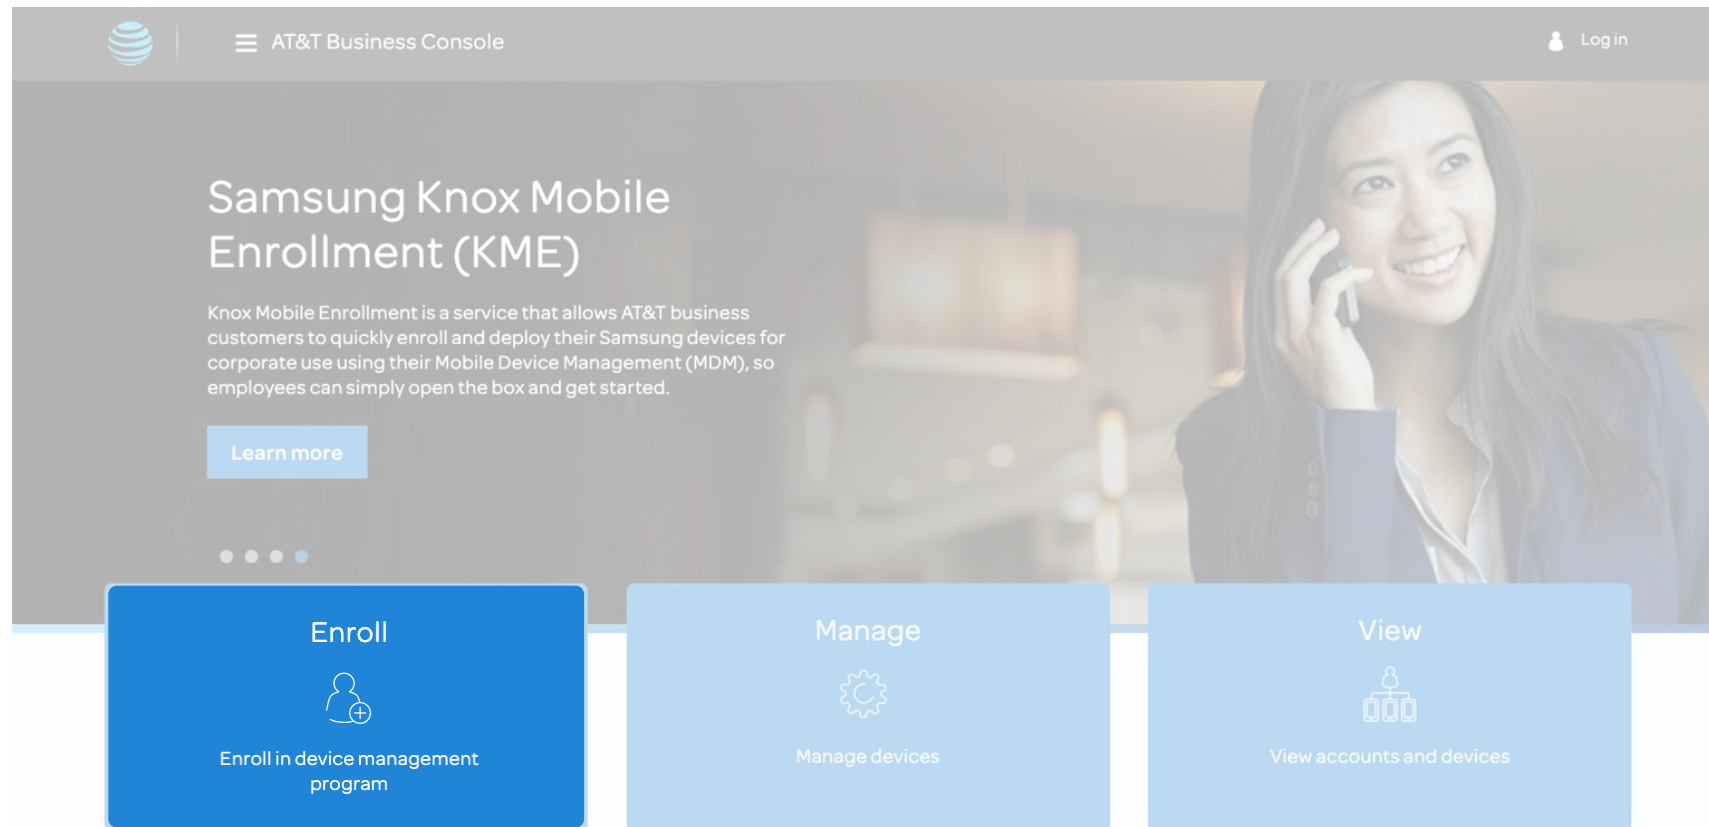 AT&T Business Console
Log in
Samsung Knox Mobile
Enrollment (KME)
Knox Mobile Enrollment is a service that allows AT&T business
customers to quickly enroll and deploy their Samsung devices for
corporate use using their Mobile Device Management (MDM), so
employees can simply open the box and get started.
Learn more
Enroll
Enroll in device management
program
Manage
Manage devices
View
View accounts and devices